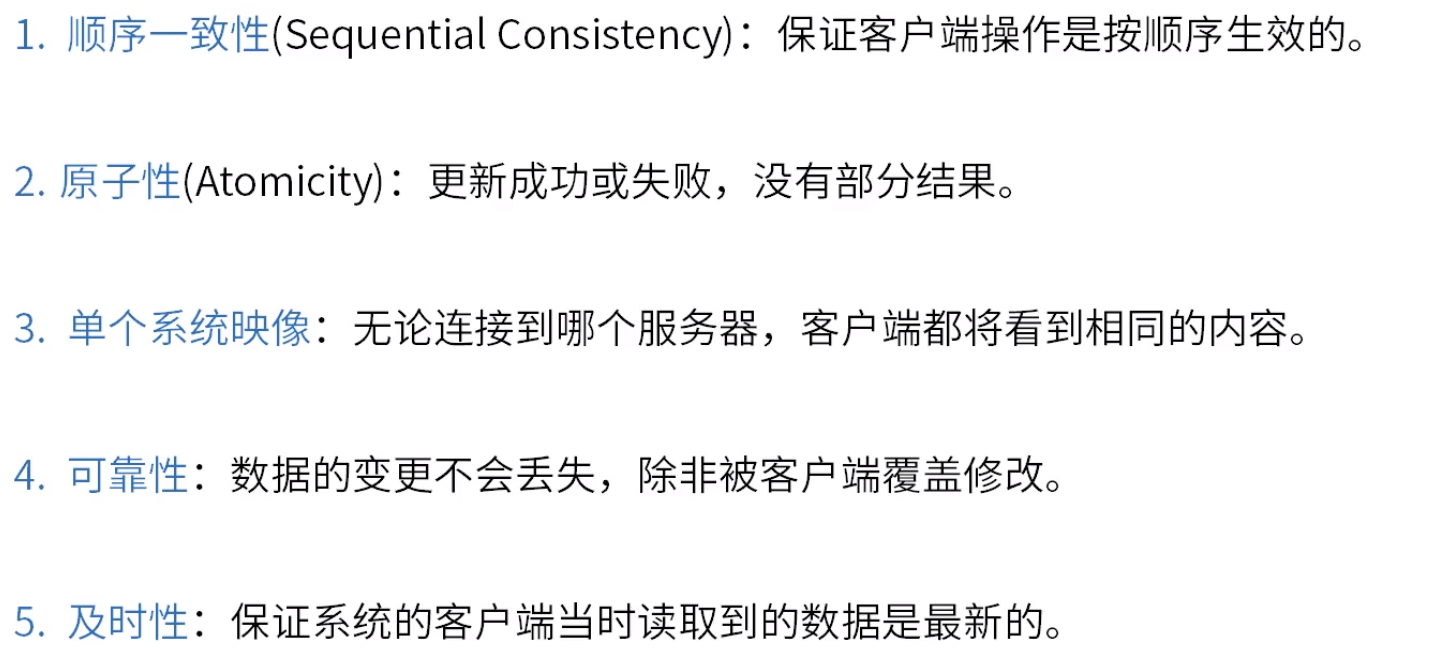 1. 顺序一致性(Sequential Consistency)：保证客户端操作是按顺序生效的。
2. 原子性(Atomicity)：更新成功或失败，没有部分结果。
3. 单个系统映像：无论连接到哪个服务器，客户端都将看到相同的内容。
4. 可靠性：数据的变更不会丢失，除非被客户端覆盖修改。
5. 及时性：保证系统的客户端当时读取到的数据是最新的。